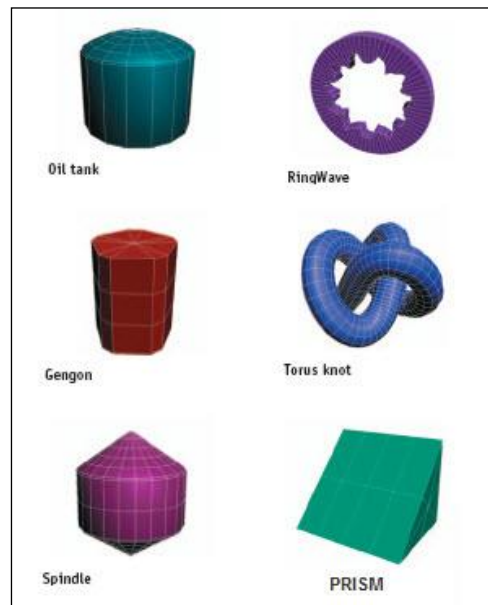 Oil tank
RingWave
Gengon
Torus knot
Spindle
PRISM